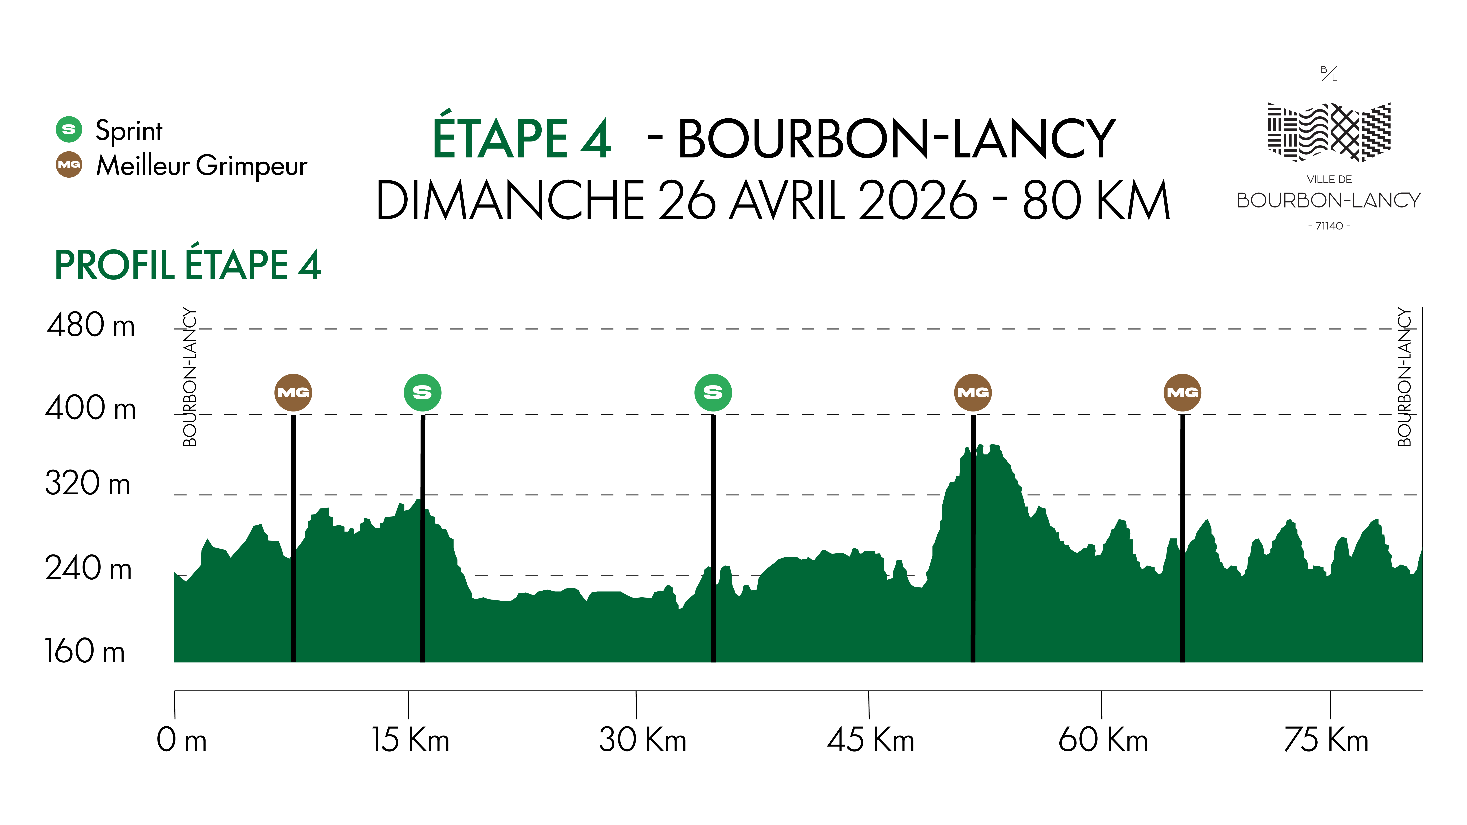 S Sprint
MG Meilleur Grimpeur
ÉTAPE 4 - BOURBON-LANCY
DIMANCHE 26 AVRIL 2026 - 80 KM
B/L
VILLE DE
BOURBON-LANCY
- 71140 -
PROFIL ÉTAPE 4
480 m
400 m
320 m
240 m
160 m
BOURBON-LANCY
MG
S
S
MG
MG
BOURBON-LANCY
0 m
15 Km
30 Km
45 Km
60 Km
75 Km